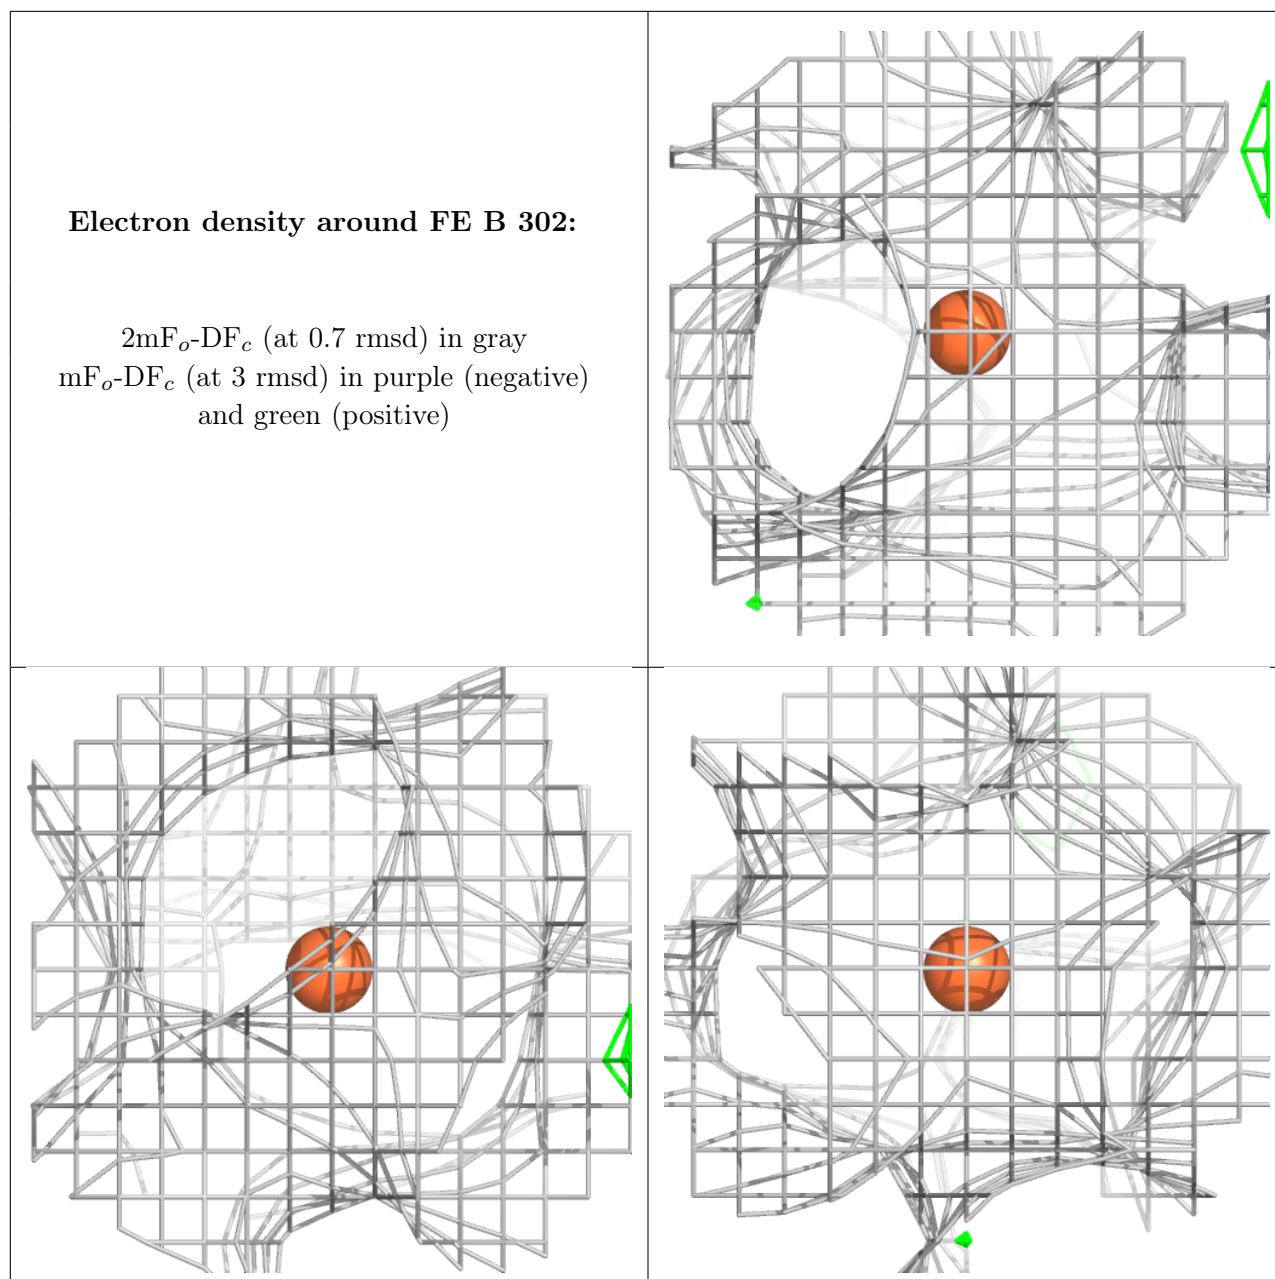 Electron density around FE B 302:
2mFo-DFc (at 0.7 rmsd) in gray
mFo-DFc (at 3 rmsd) in purple (negative)
and green (positive)